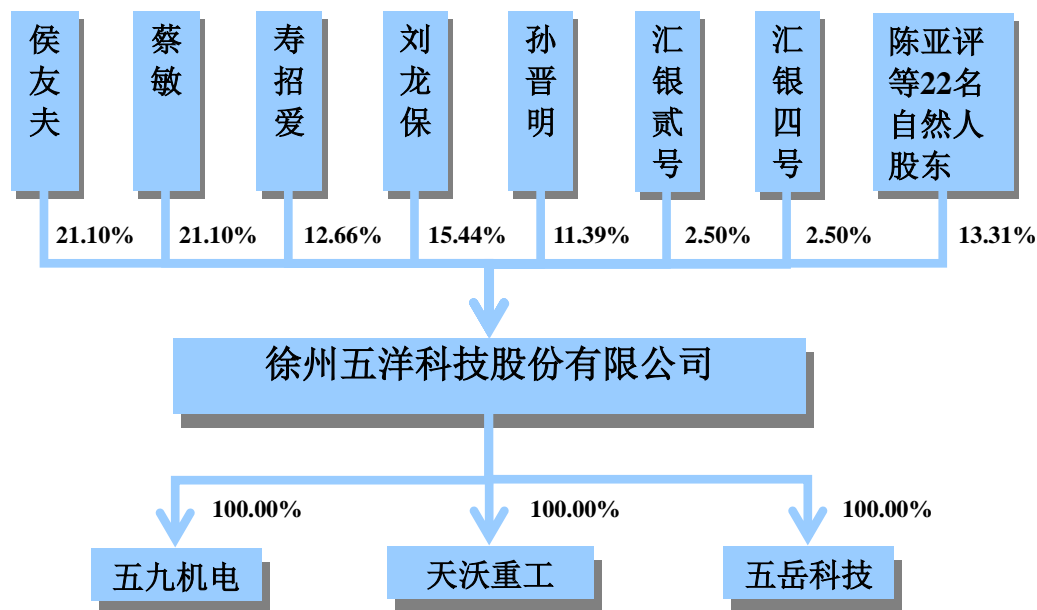 侯友夫
蔡敏
寿招爱
刘龙保
孙晋明
汇银贰号
汇银四号
陈亚评
等22名
自然人
股东
21.10%
21.10%
12.66%
15.44%
11.39%
2.50%
2.50%
13.31%
徐州五洋科技股份有限公司
100.00%
100.00%
100.00%
五九机电
天沃重工
五岳科技